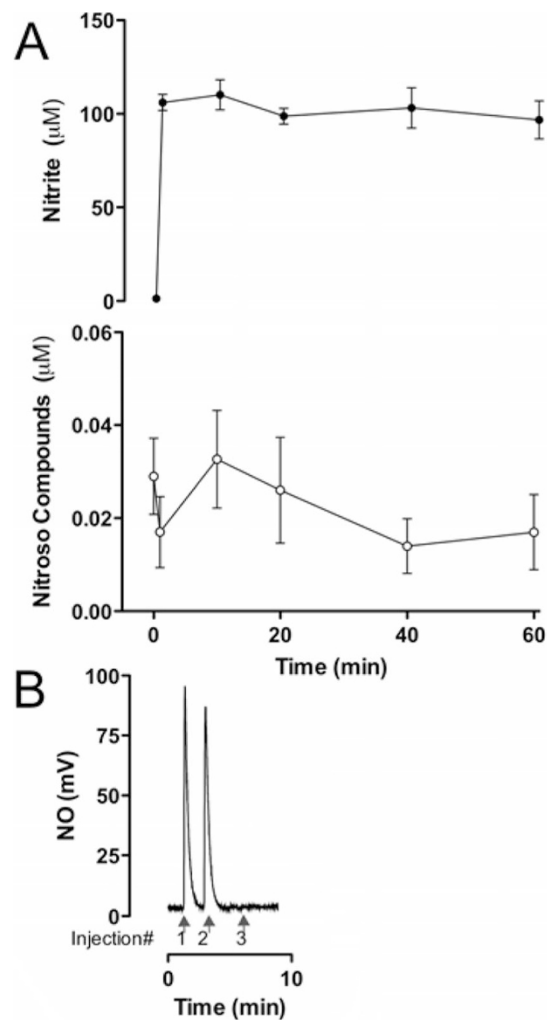 A
150
100
50
0
Nitrite (µM)
0.06
0.04
0.02
0.00
Nitroso Compounds (µM)
0 20 40 60
Time (min)
B
100
75
50
25
0
NO (mV)
Injection# 1 2 3
0 10
Time (min)